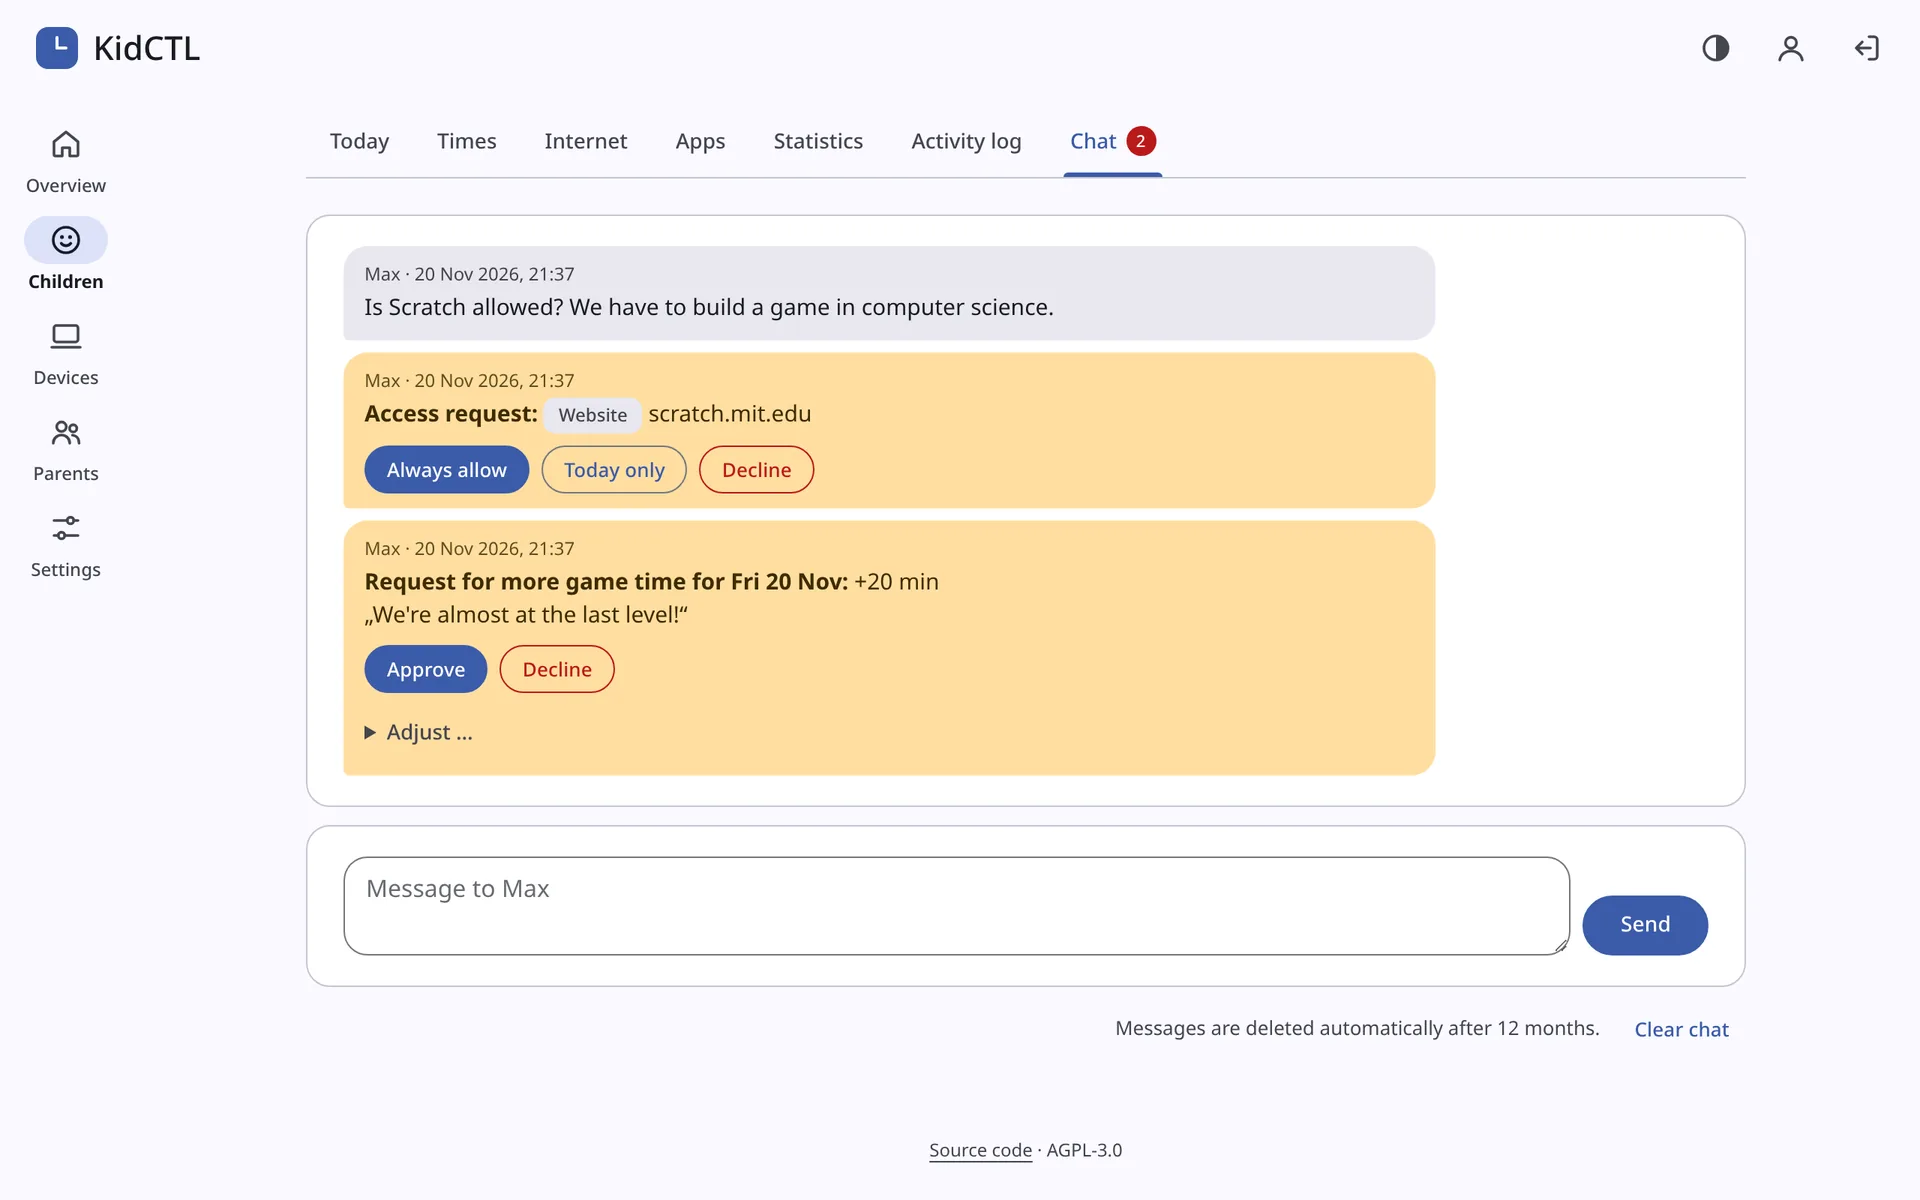 KidCTL
Overview
Children
Devices
Parents
Settings
Today Times Internet Apps Statistics Activity log Chat 2
Max · 20 Nov 2026, 21:37
Is Scratch allowed? We have to build a game in computer science.
Max · 20 Nov 2026, 21:37
Access request: Website scratch.mit.edu
Always allow Today only Decline
Max · 20 Nov 2026, 21:37
Request for more game time for Fri 20 Nov: +20 min
„We're almost at the last level!“
Approve Decline
Adjust ...
Message to Max
Send
Messages are deleted automatically after 12 months. Clear chat
Source code · AGPL-3.0